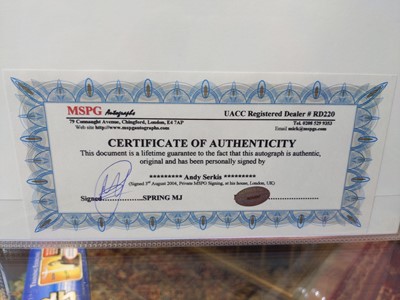 MSPG Autographs
UACC Registered Dealer # RD220
79 Connaught Avenue, Chingford, London, E4 7AP
Tel. 0208 529 9353
Web site http://www.mspgautographs.com
Email mick@mspgs.com
CERTIFICATE OF AUTHENTICITY
This document is a lifetime guarantee to the fact that this autograph is authentic,
original and has been personally signed by
********* Andy Serkis *********
(Signed 3rd August 2004, Private MSPG Signing, at his house, London, UK)
Signed SPRING MJ